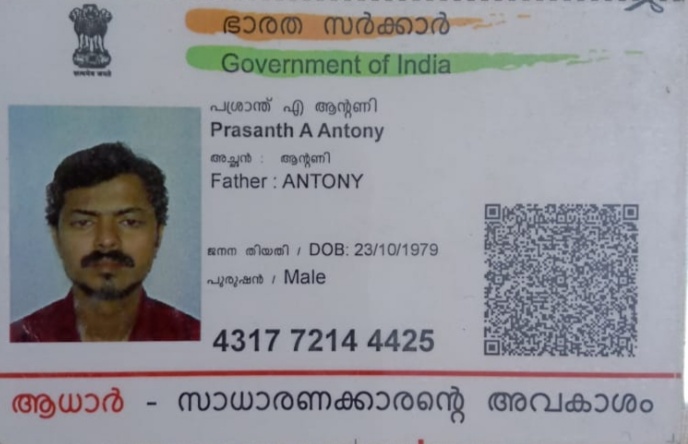 सत्यमेव जयते
ഭാരത സർക്കാർ
Government of India
പ്രശാന്ത് എ ആന്റണി
Prasanth A Antony
അച്ഛൻ : ആന്റണി
Father : ANTONY
ജനന തിയതി / DOB: 23/10/1979
പുരുഷൻ / Male
4317 7214 4425
ആധാർ - സാധാരണക്കാരന്റെ അവകാശം